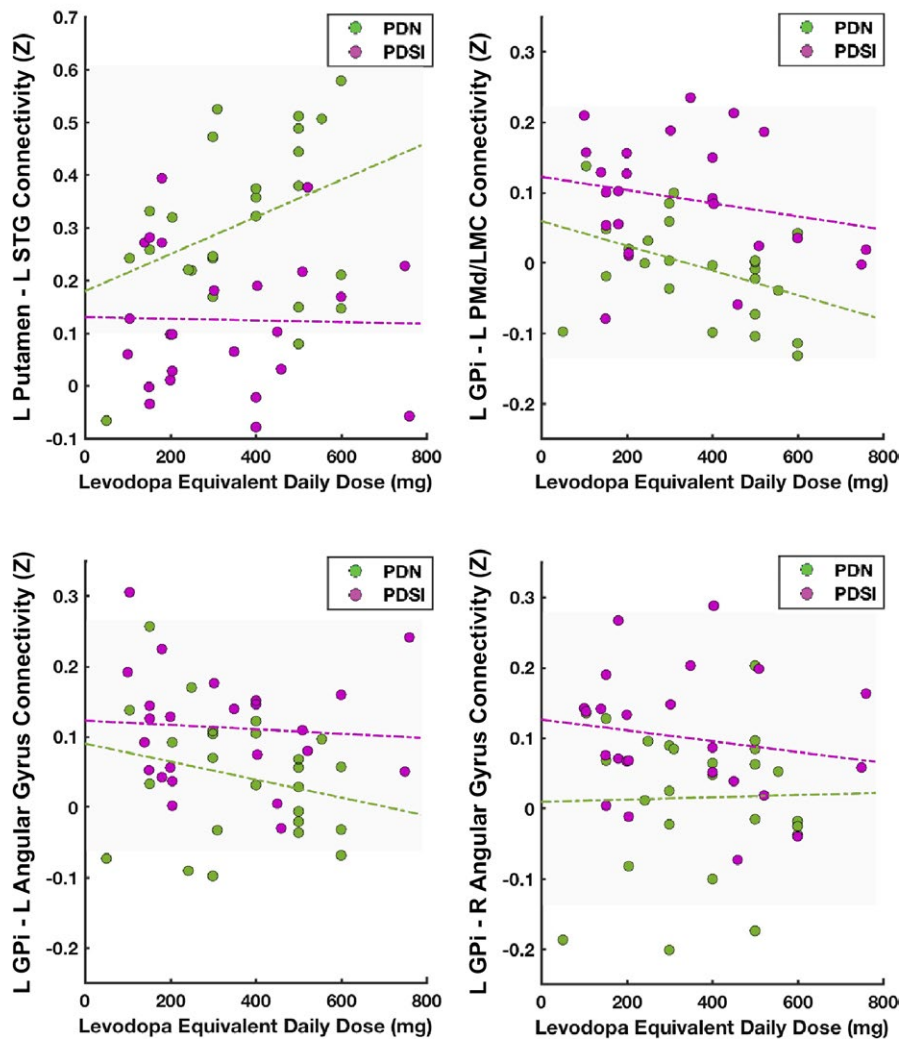 L Putamen - L STG Connectivity (Z)
0.7
0.6
0.5
0.4
0.3
0.2
0.1
0
-0.1
0 200 400 600 800
Levodopa Equivalent Daily Dose (mg)
PDN
PDSI
L GPi - L PMd/LMC Connectivity (Z)
0.3
0.2
0.1
0
-0.1
-0.2
0 200 400 600 800
Levodopa Equivalent Daily Dose (mg)
PDN
PDSI
L GPi - L Angular Gyrus Connectivity (Z)
0.3
0.2
0.1
0
-0.1
-0.2
0 200 400 600 800
Levodopa Equivalent Daily Dose (mg)
PDN
PDSI
L GPi - R Angular Gyrus Connectivity (Z)
0.3
0.2
0.1
0
-0.1
-0.2
0 200 400 600 800
Levodopa Equivalent Daily Dose (mg)
PDN
PDSI